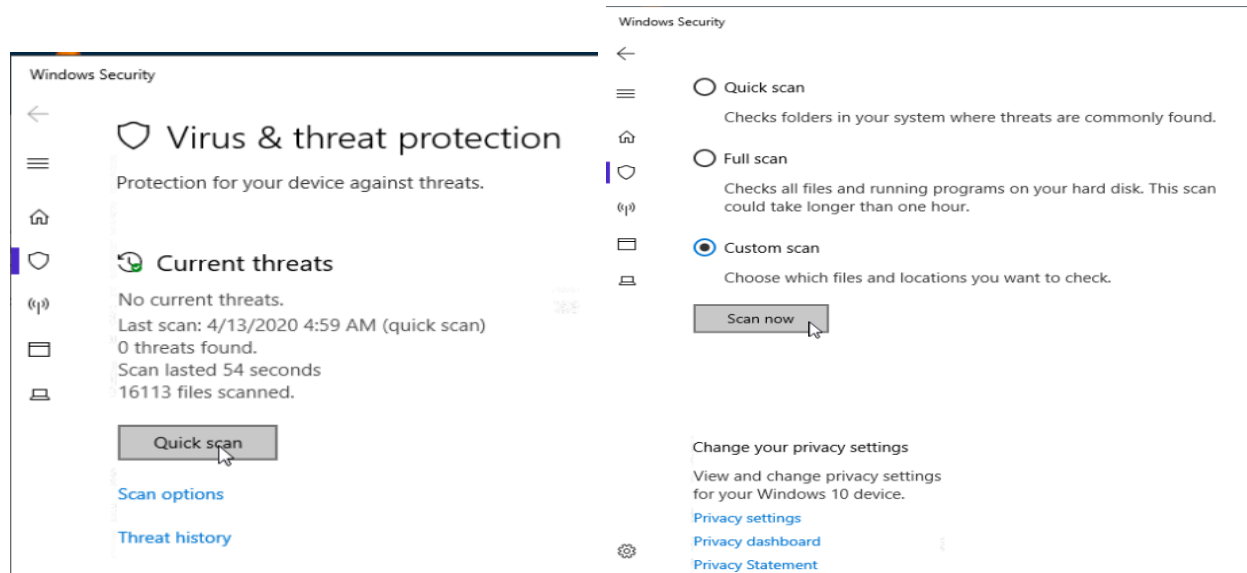 Windows Security
Virus & threat protection
Protection for your device against threats.
Current threats
No current threats.
Last scan: 4/13/2020 4:59 AM (quick scan)
0 threats found.
Scan lasted 54 seconds
16113 files scanned.
Quick scan
Scan options
Threat history
Windows Security
Quick scan
Checks folders in your system where threats are commonly found.
Full scan
Checks all files and running programs on your hard disk. This scan
could take longer than one hour.
Custom scan
Choose which files and locations you want to check.
Scan now
Change your privacy settings
View and change privacy settings
for your Windows 10 device.
Privacy settings
Privacy dashboard
Privacy Statement